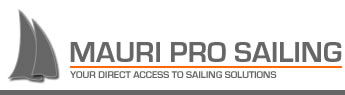 MAURI PRO SAILING
YOUR DIRECT ACCESS TO SAILING SOLUTIONS